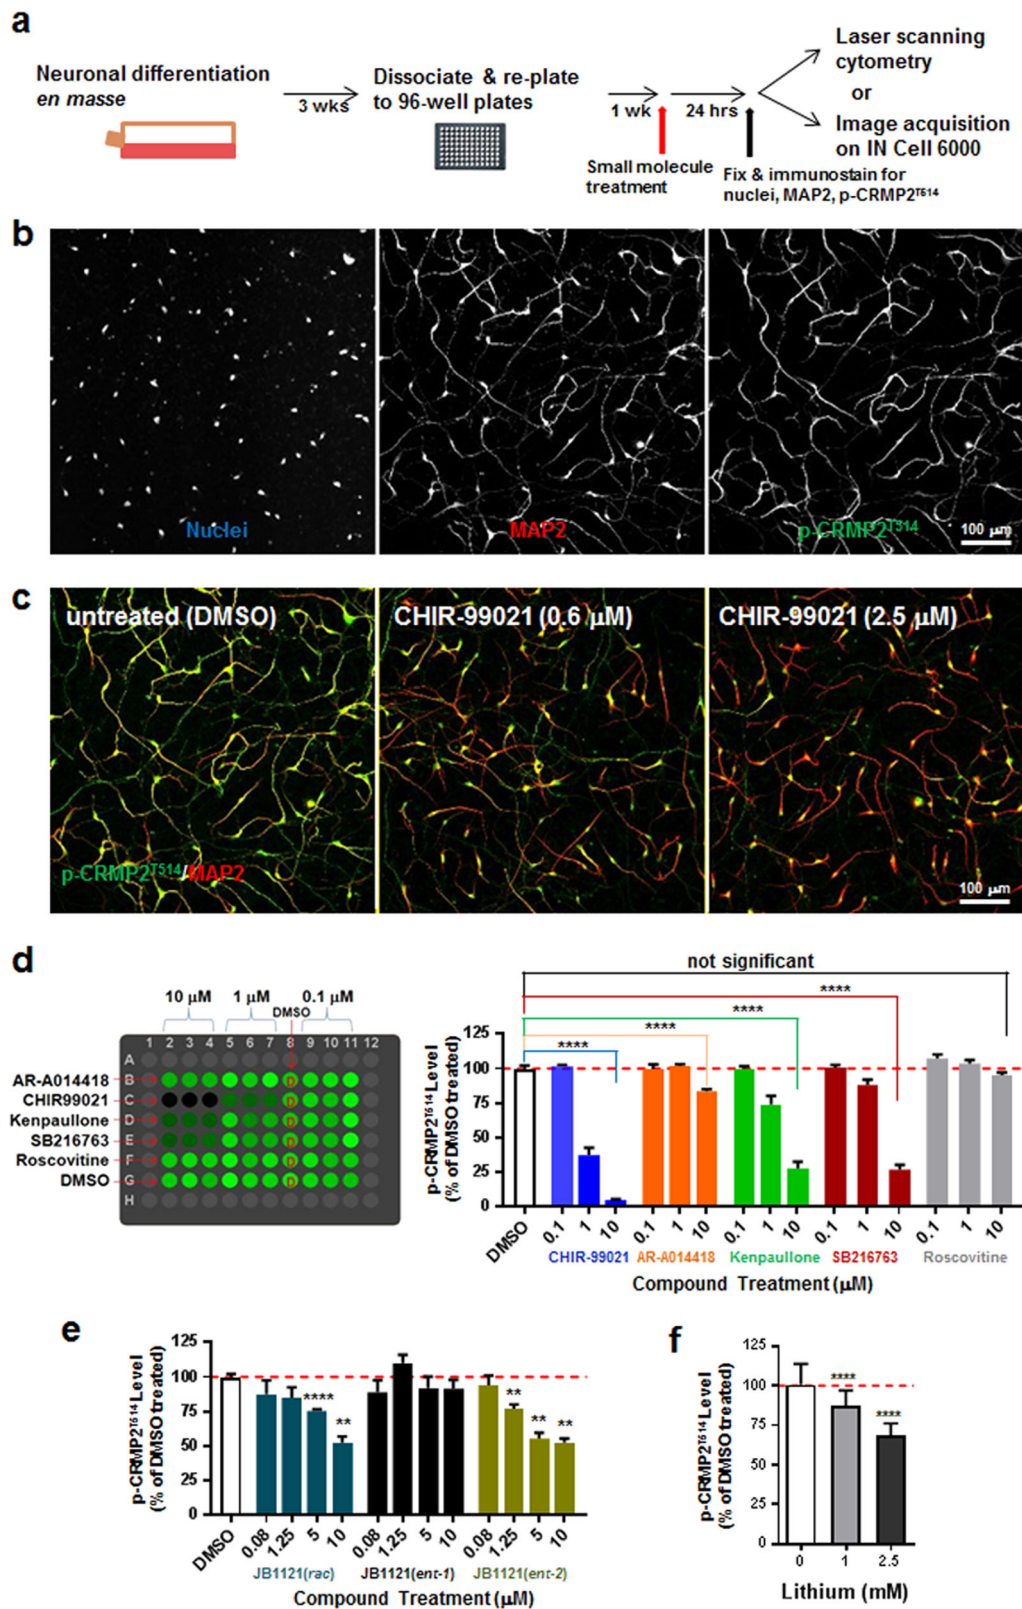 a
Neuronal differentiation
en masse
3 wks
Dissociate & re-plate
to 96-well plates
1 wk
24 hrs
Small molecule
treatment
Fix & immunostain for
nuclei, MAP2, p-CRMP2T514
Laser scanning
cytometry
or
Image acquisition
on IN Cell 6000
b
Nuclei
MAP2
p-CRMP2T514
100 µm
c
untreated (DMSO)
CHIR-99021 (0.6 µM)
CHIR-99021 (2.5 µM)
p-CRMP2T514/MAP2
100 µm
d
10 µM
1 µM
0.1 µM
DMSO
1 2 3 4 5 6 7 8 9 10 11 12
A
AR-A014418 B D
CHIR99021 C D
Kenpaullone D D
SB216763 E D
Roscovitine F D
DMSO G D
H
not significant
****
****
****
****
p-CRMP2T514 Level
(% of DMSO treated)
125
100
75
50
25
0
DMSO 0.1 1 10 0.1 1 10 0.1 1 10 0.1 1 10 0.1 1 10
CHIR-99021 AR-A014418 Kenpaullone SB216763 Roscovitine
Compound Treatment (µM)
e
p-CRMP2T514 Level
(% of DMSO treated)
125
100
75
50
25
0
**** ** ** ** **
DMSO 0.08 1.25 5 10 0.08 1.25 5 10 0.08 1.25 5 10
JB1121(rac) JB1121(ent-1) JB1121(ent-2)
Compound Treatment (µM)
f
p-CRMP2T514 Level
(% of DMSO treated)
125
100
75
50
25
0
****
****
0 1 2.5
Lithium (mM)